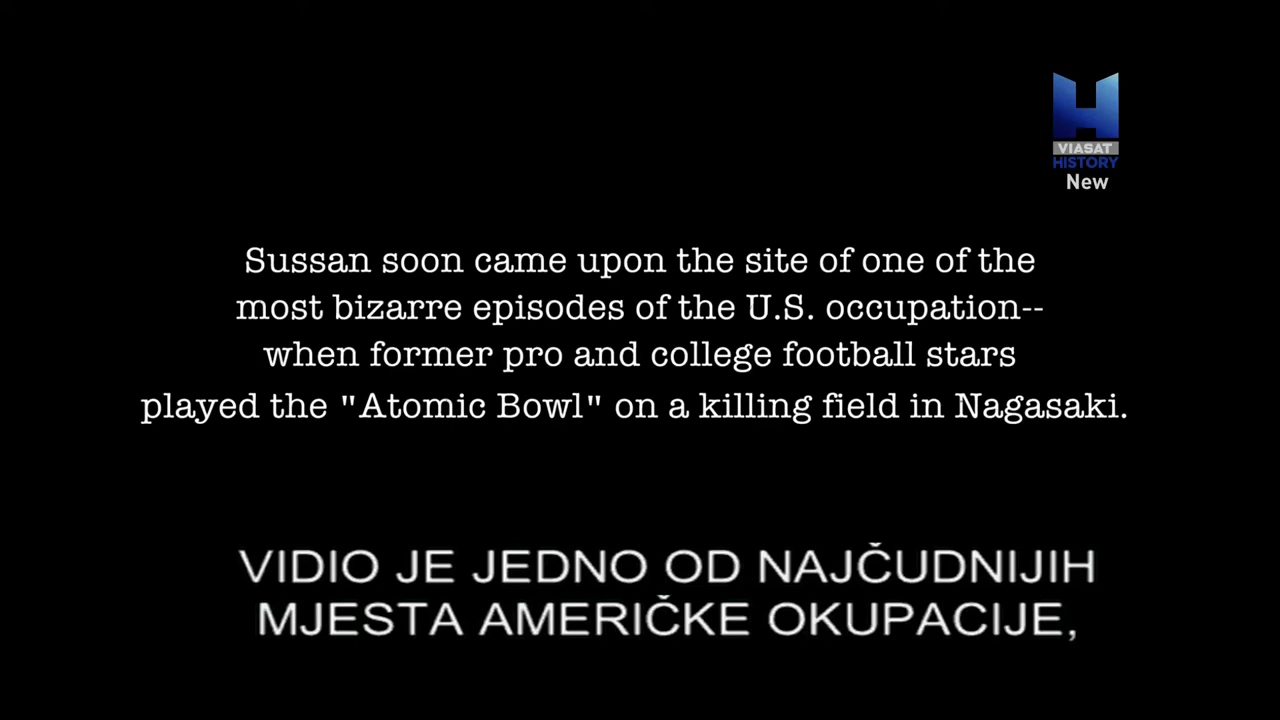 VIASAT
HISTORY
New
Sussan soon came upon the site of one of the
most bizarre episodes of the U.S. occupation--
when former pro and college football stars
played the "Atomic Bowl" on a killing field in Nagasaki.
VIDIO JE JEDNO OD NAJČUDNIJIH
MJESTA AMERIČKE OKUPACIJE,